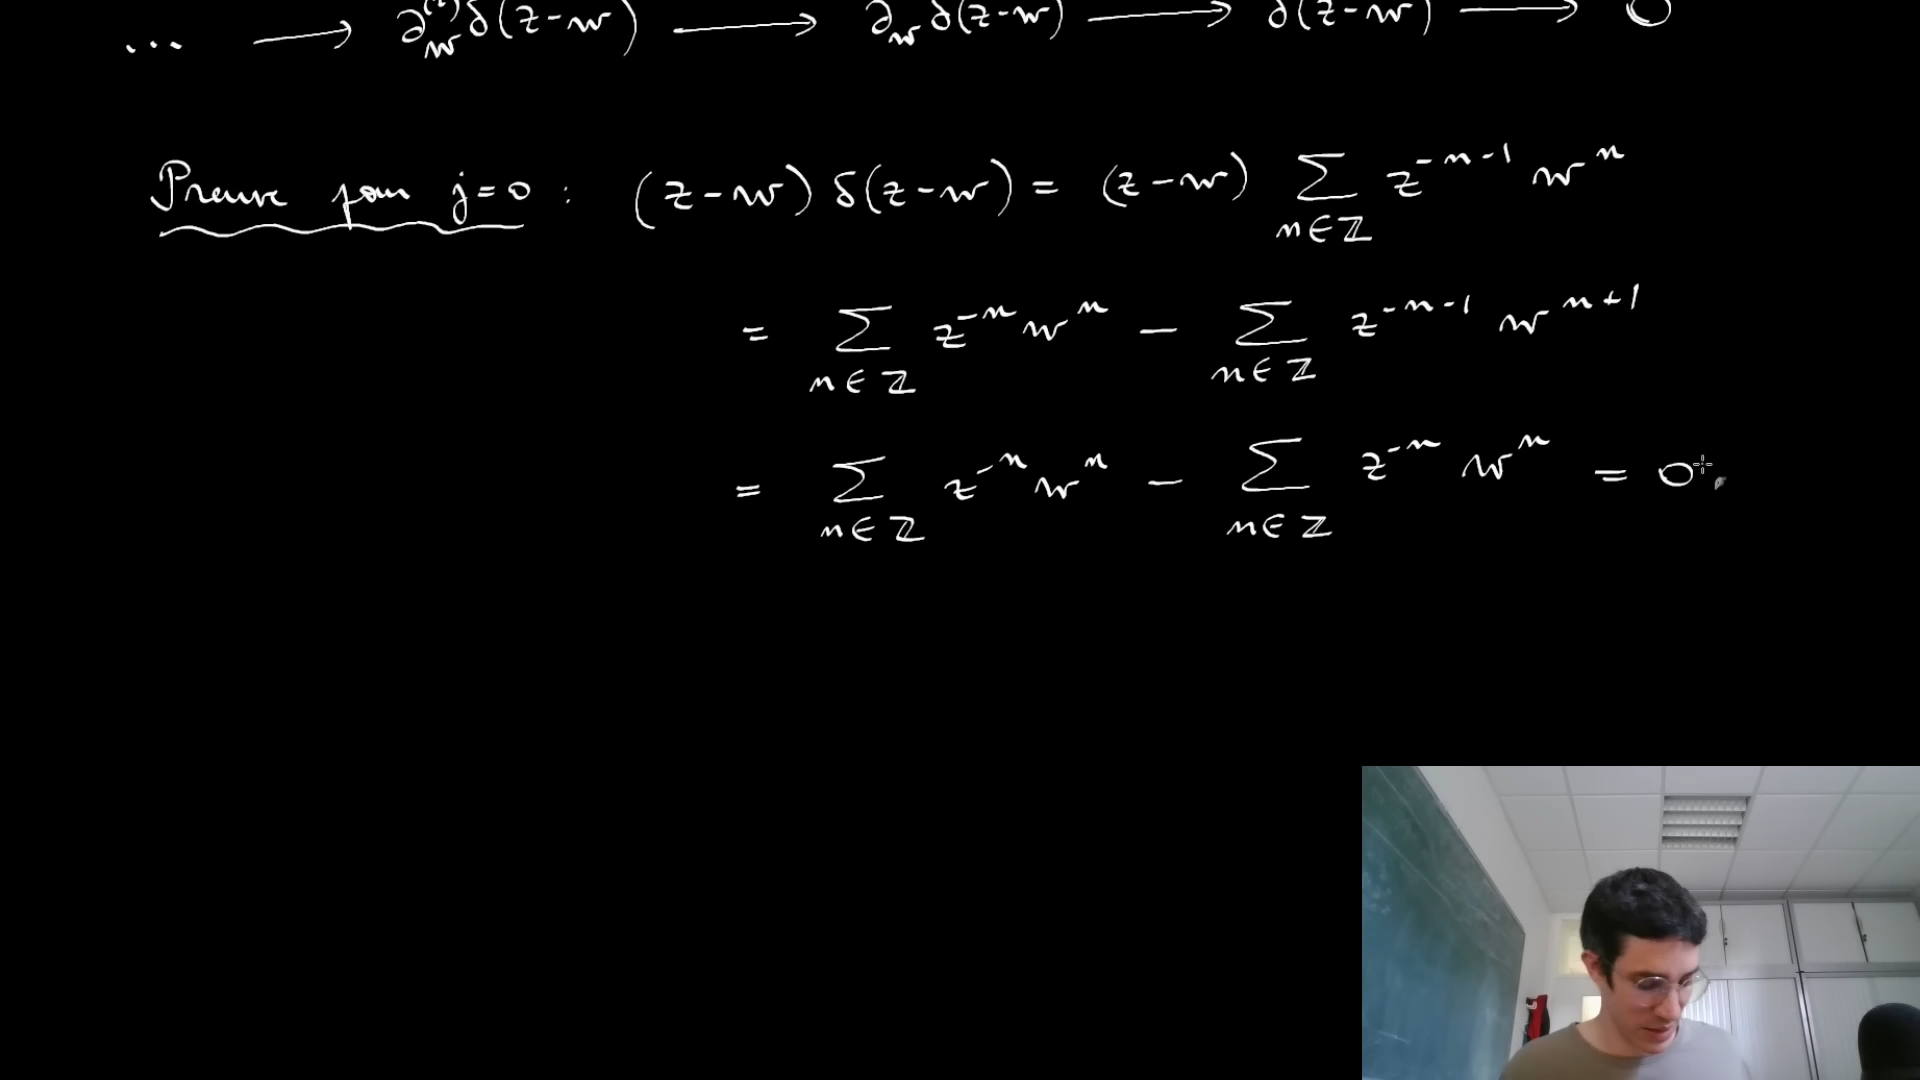 ... ⟶ ∂_w^{(2)} δ(z-w) ⟶ ∂_w δ(z-w) ⟶ δ(z-w) ⟶ 0
Preuve pour j=0 : (z-w) δ(z-w) = (z-w) ∑_{n∈ℤ} z^{-n-1} w^n
= ∑_{n∈ℤ} z^{-n} w^n - ∑_{n∈ℤ} z^{-n-1} w^{n+1}
= ∑_{n∈ℤ} z^{-n} w^n - ∑_{n∈ℤ} z^{-n} w^n = 0.